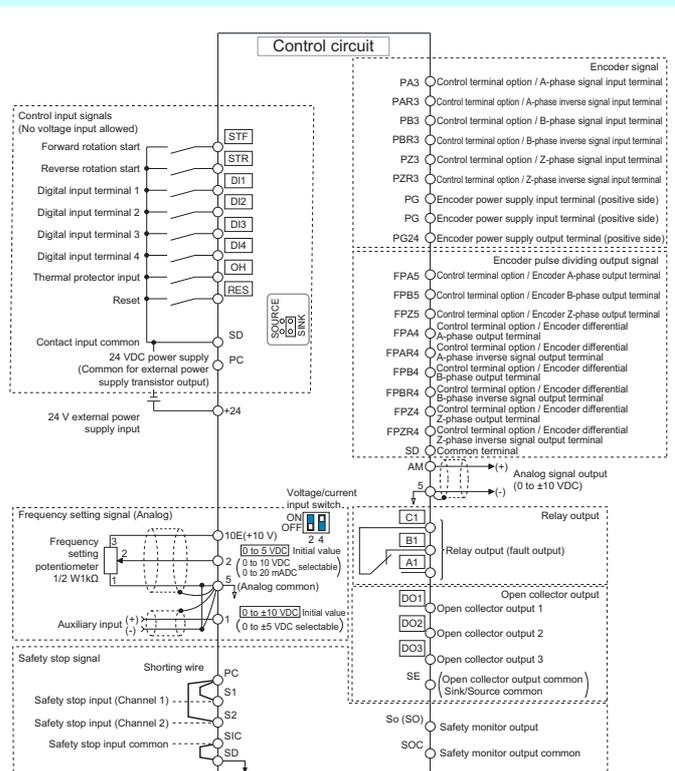 Control circuit
Control input signals
(No voltage input allowed)
STF
Forward rotation start
STR
Reverse rotation start
DI1
Digital input terminal 1
DI2
Digital input terminal 2
DI3
Digital input terminal 3
DI4
Digital input terminal 4
OH
Thermal protector input
RES
Reset
SOURCE
SINK
SD
Contact input common
24 VDC power supply
(Common for external power
supply transistor output)
PC
24 V external power
supply input
+24
Voltage/current
input switch
ON
OFF
2 4
Frequency setting signal (Analog)
Frequency
setting
potentiometer
1/2 W1kΩ
3
2
1
10E(+10 V)
2
0 to 5 VDC Initial value
(0 to 10 VDC
0 to 20 mADC selectable)
5
(Analog common)
Auxiliary input
(+)
(-)
1
0 to ±10 VDC Initial value
(0 to ±5 VDC selectable)
Safety stop signal
Shorting wire
PC
S1
Safety stop input (Channel 1)
S2
Safety stop input (Channel 2)
SIC
Safety stop input common
SD
Encoder signal
PA3 Control terminal option / A-phase signal input terminal
PAR3 Control terminal option / A-phase inverse signal input terminal
PB3 Control terminal option / B-phase signal input terminal
PBR3 Control terminal option / B-phase inverse signal input terminal
PZ3 Control terminal option / Z-phase signal input terminal
PZR3 Control terminal option / Z-phase inverse signal input terminal
PG Encoder power supply input terminal (positive side)
PG Encoder power supply input terminal (positive side)
PG24 Encoder power supply output terminal (positive side)
Encoder pulse dividing output signal
FPA5 Control terminal option / Encoder A-phase output terminal
FPB5 Control terminal option / Encoder B-phase output terminal
FPZ5 Control terminal option / Encoder Z-phase output terminal
FPA4 Control terminal option / Encoder differential
A-phase output terminal
FPAR4 Control terminal option / Encoder differential
A-phase inverse signal output terminal
FPB4 Control terminal option / Encoder differential
B-phase output terminal
FPBR4 Control terminal option / Encoder differential
B-phase inverse signal output terminal
FPZ4 Control terminal option / Encoder differential
Z-phase output terminal
FPZR4 Control terminal option / Encoder differential
Z-phase inverse signal output terminal
SD Common terminal
AM
(+)
Analog signal output
(0 to ±10 VDC)
5
(-)
Relay output
C1
B1
Relay output (fault output)
A1
Open collector output
DO1
Open collector output 1
DO2
Open collector output 2
DO3
Open collector output 3
SE
(Open collector output common
Sink/Source common)
So (SO)
Safety monitor output
SOC
Safety monitor output common